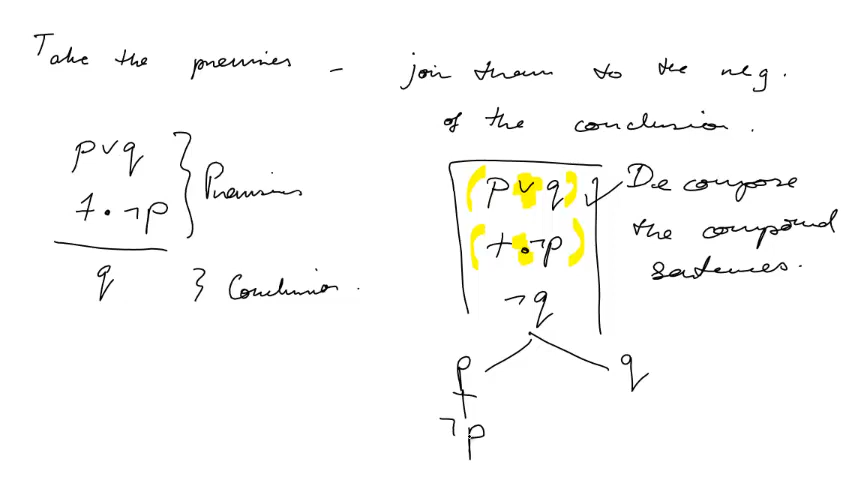 Take the premises – join them to the neg.
of the conclusion.
p ∨ q
t • ¬p
} Premises
q } Conclusion.
(p ∨ q) ✓
(t • ¬p)
¬q
Decompose
the compound
sentences.
p q
t
¬p